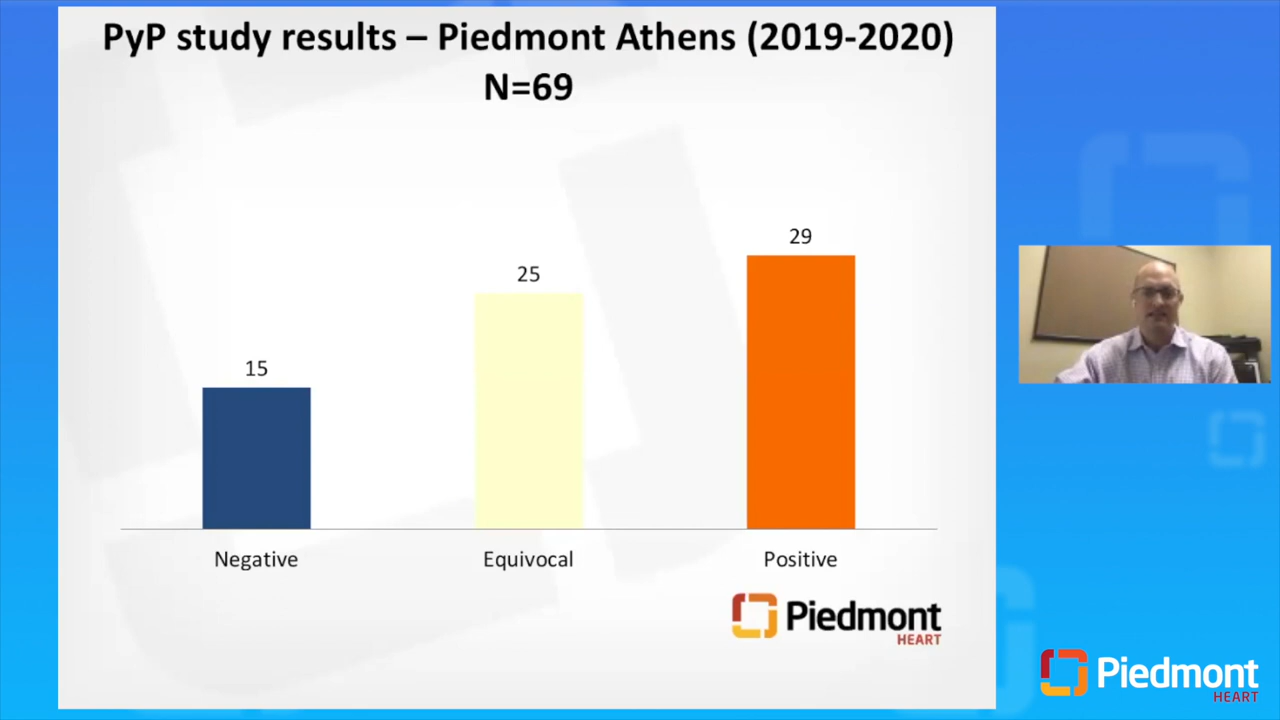 PyP study results – Piedmont Athens (2019-2020)
N=69
29
25
15
Negative
Equivocal
Positive
Piedmont
HEART
Piedmont
HEART